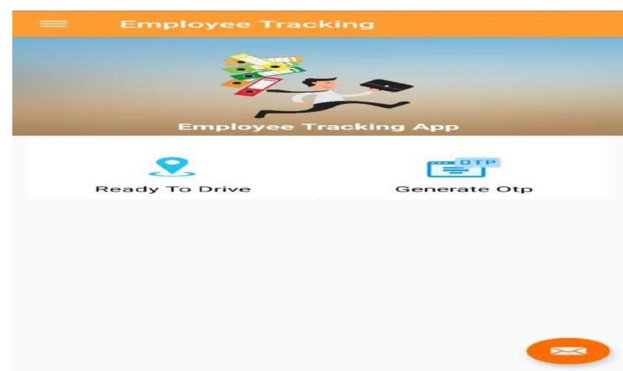 Employee Tracking
Employee Tracking App
OTP
Ready To Drive
Generate Otp